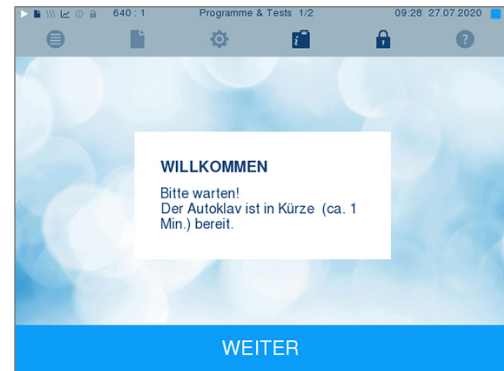 640 : 1 Programme & Tests 1/2 09:28 27.07.2020
WILLKOMMEN
Bitte warten!
Der Autoklav ist in Kürze (ca. 1
Min.) bereit.
WEITER